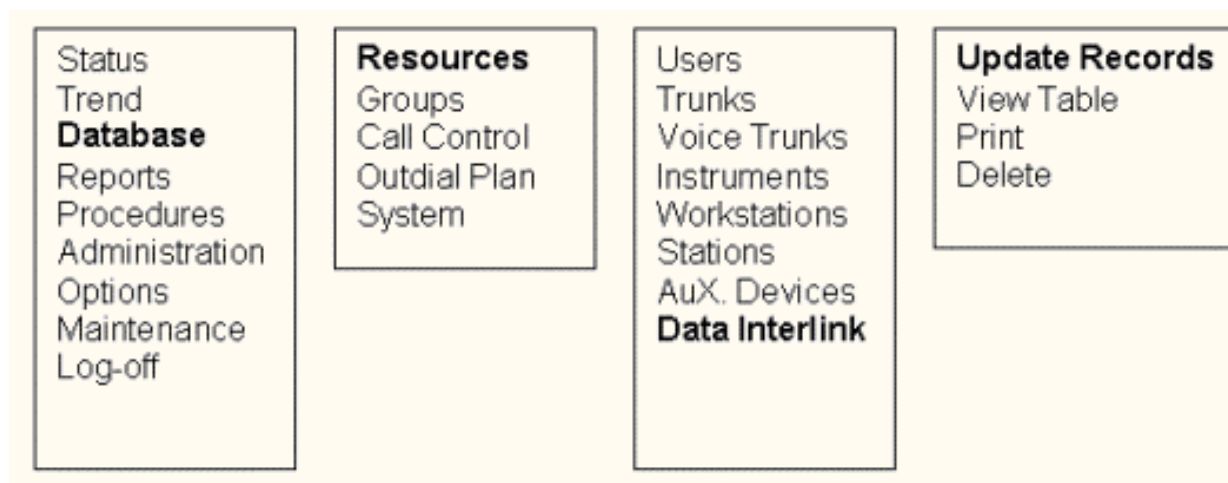 Status
Trend
Database
Reports
Procedures
Administration
Options
Maintenance
Log-off
Resources
Groups
Call Control
Outdial Plan
System
Users
Trunks
Voice Trunks
Instruments
Workstations
Stations
AuX. Devices
Data Interlink
Update Records
View Table
Print
Delete